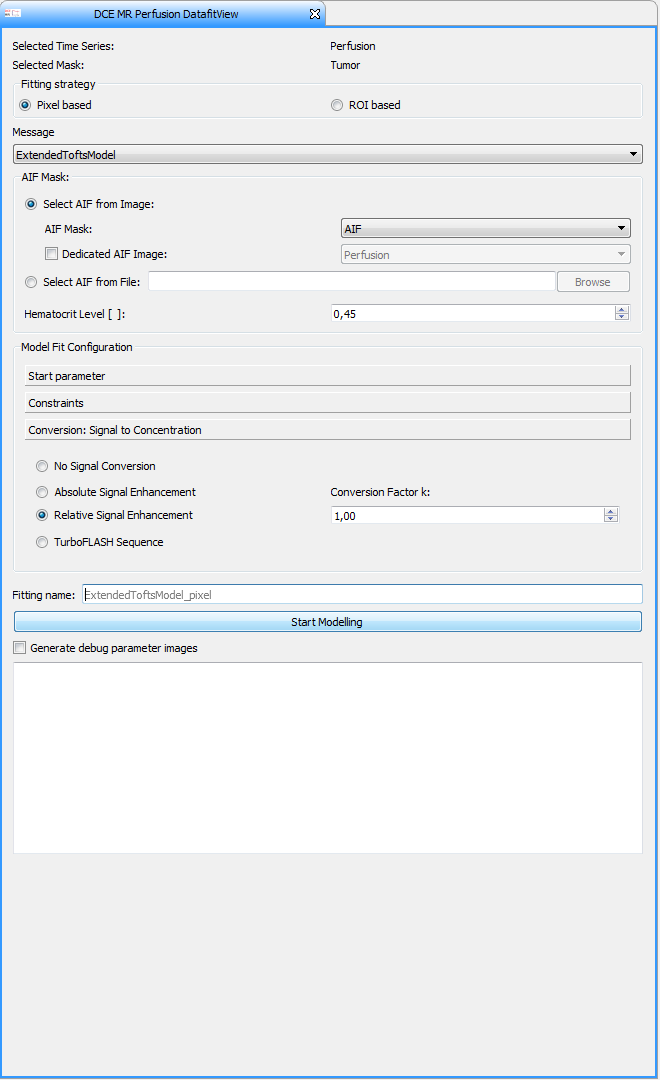 DCE MR Perfusion DatafitView
Selected Time Series: Perfusion
Selected Mask: Tumor
Fitting strategy
Pixel based ROI based
Message
ExtendedToftsModel
AIF Mask:
Select AIF from Image:
AIF Mask: AIF
Dedicated AIF Image: Perfusion
Select AIF from File: Browse
Hematocrit Level [ ]: 0,45
Model Fit Configuration
Start parameter
Constraints
Conversion: Signal to Concentration
No Signal Conversion
Absolute Signal Enhancement Conversion Factor k:
Relative Signal Enhancement 1,00
TurboFLASH Sequence
Fitting name: ExtendedToftsModel_pixel
Start Modelling
Generate debug parameter images